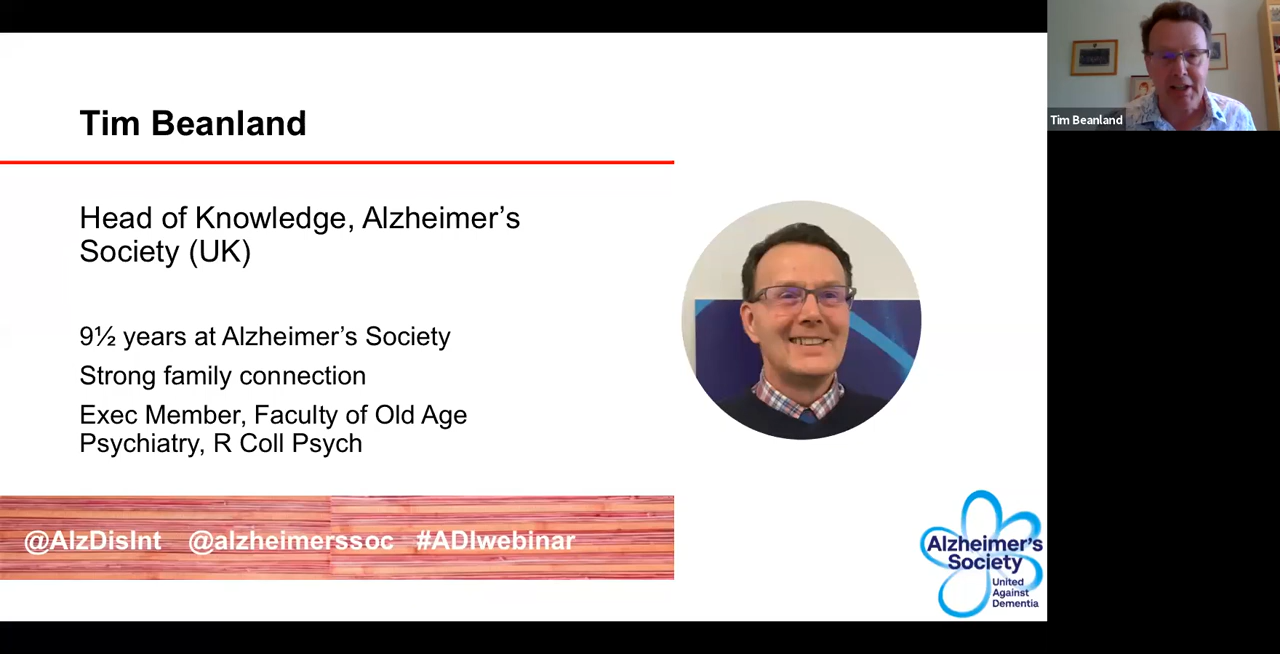 Tim Beanland
Head of Knowledge, Alzheimer’s
Society (UK)
9½ years at Alzheimer’s Society
Strong family connection
Exec Member, Faculty of Old Age
Psychiatry, R Coll Psych
@AlzDisInt @alzheimerssoc #ADIwebinar
Alzheimer's
Society
United
Against
Dementia
Tim Beanland